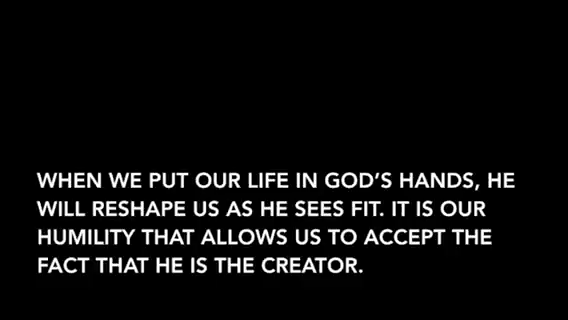 WHEN WE PUT OUR LIFE IN GOD'S HANDS, HE
WILL RESHAPE US AS HE SEES FIT. IT IS OUR
HUMILITY THAT ALLOWS US TO ACCEPT THE
FACT THAT HE IS THE CREATOR.